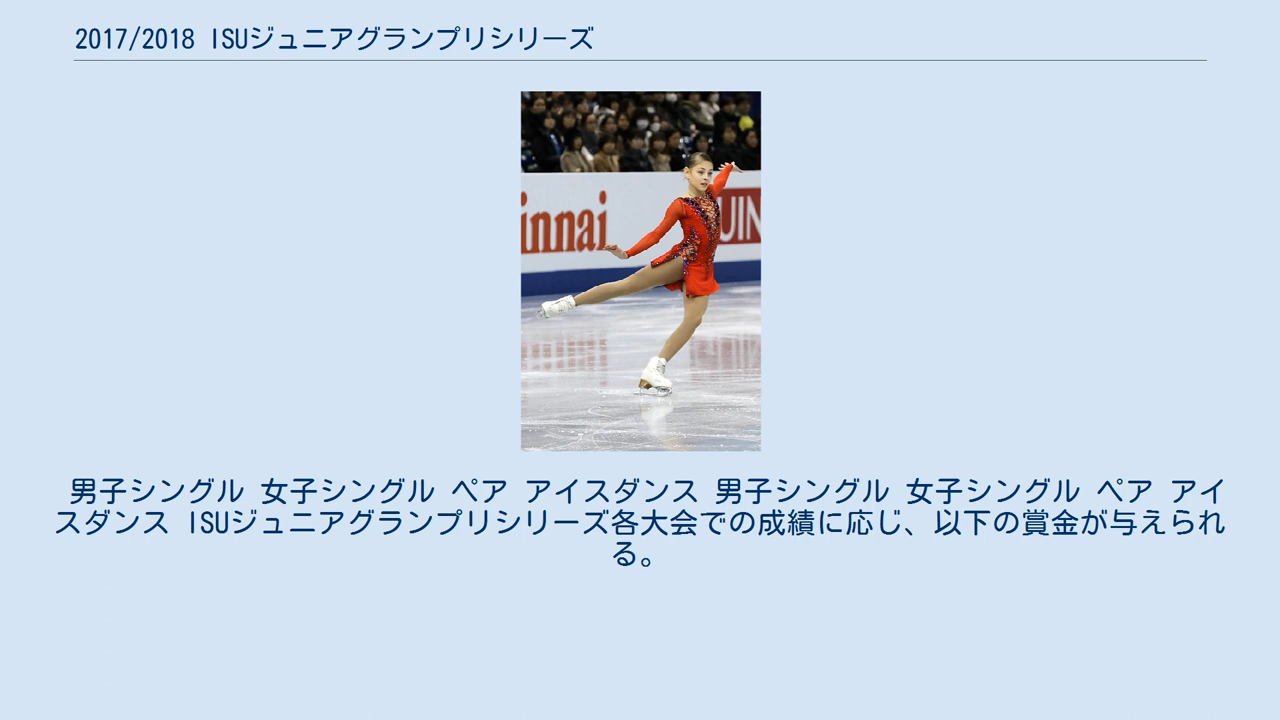 2017/2018 ISUジュニアグランプリシリーズ
innai
UIN
男子シングル 女子シングル ペア アイスダンス 男子シングル 女子シングル ペア アイ
スダンス ISUジュニアグランプリシリーズ各大会での成績に応じ、以下の賞金が与えられ
る。